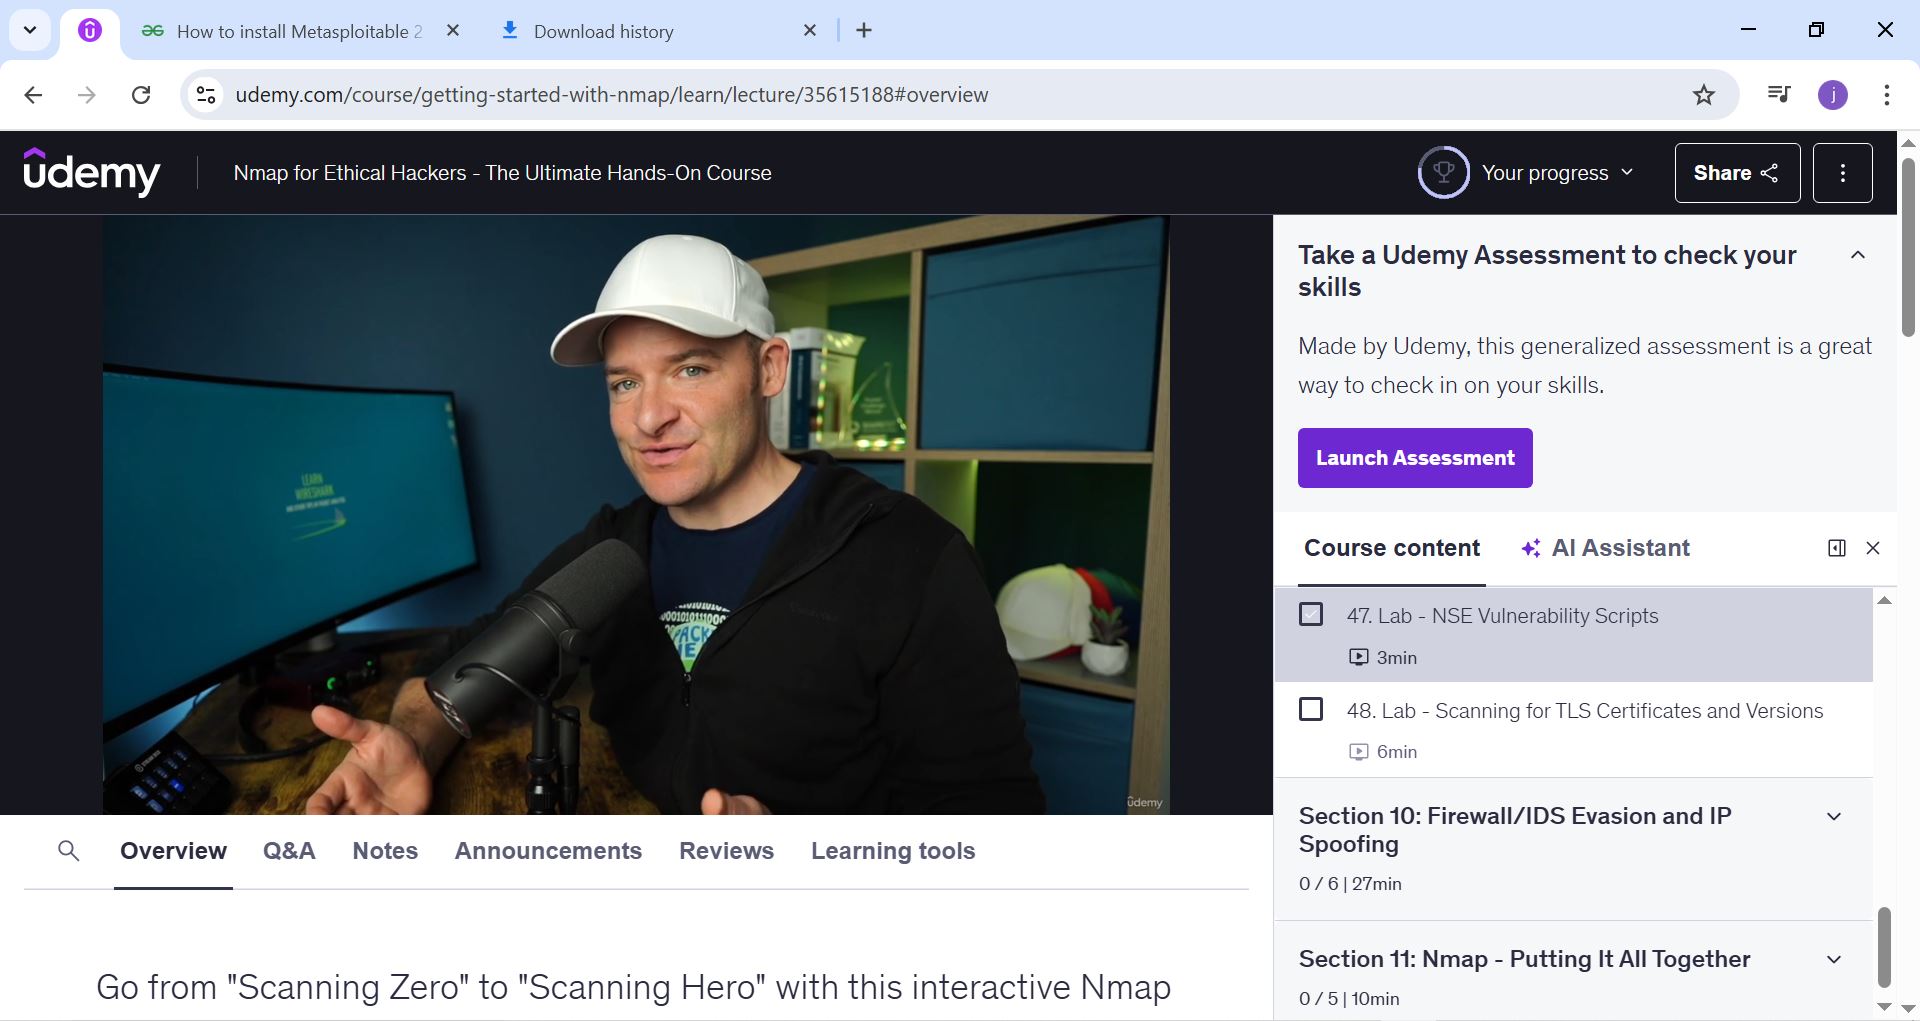 How to install Metasploitable 2
Download history
udemy.com/course/getting-started-with-nmap/learn/lecture/35615188#overview
j
udemy
Nmap for Ethical Hackers - The Ultimate Hands-On Course
Your progress
Share
Take a Udemy Assessment to check your
skills
Made by Udemy, this generalized assessment is a great
way to check in on your skills.
Launch Assessment
LEARN
WIRESHARK
udemy
Course content
AI Assistant
47. Lab - NSE Vulnerability Scripts
3min
48. Lab - Scanning for TLS Certificates and Versions
6min
Section 10: Firewall/IDS Evasion and IP
Spoofing
0 / 6 | 27min
Section 11: Nmap - Putting It All Together
0 / 5 | 10min
Overview
Q&A
Notes
Announcements
Reviews
Learning tools
Go from "Scanning Zero" to "Scanning Hero" with this interactive Nmap